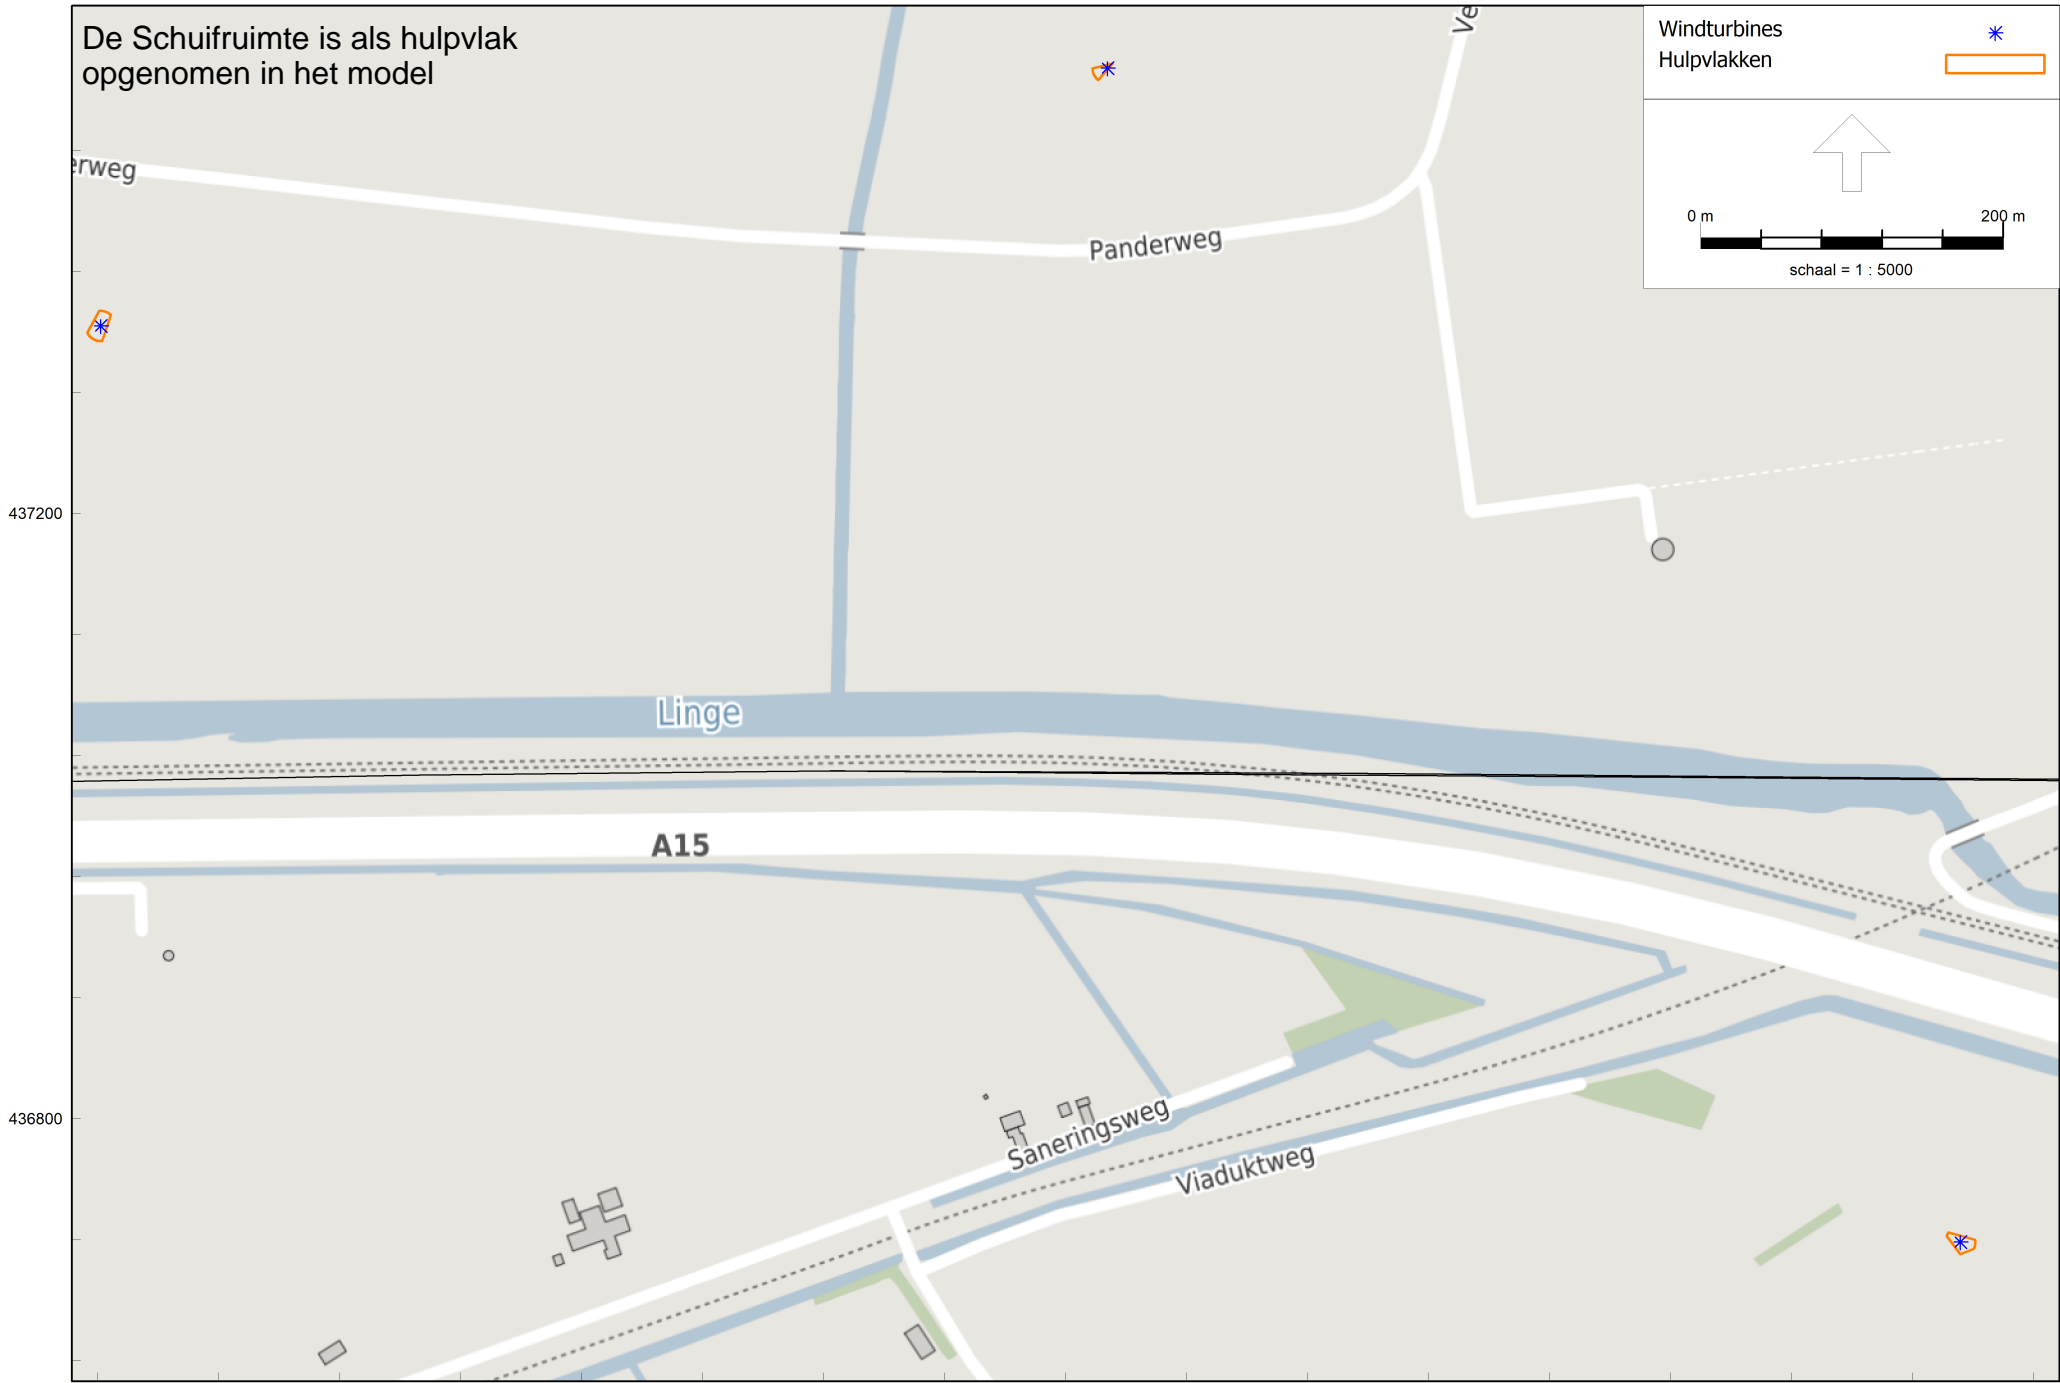 De Schuifruimte is als hulpvlak
opgenomen in het model
Windturbines
Hulpvlakken
0 m 200 m
schaal = 1 : 5000
Ve
erweg
Panderweg
437200
Linge
A15
436800
Saneringsweg
Viaduktweg